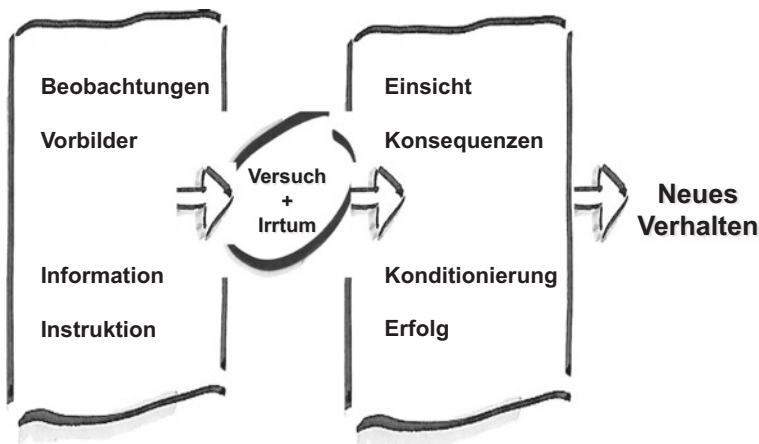 Beobachtungen
Vorbilder
Information
Instruktion
Versuch
+
Irrtum
Einsicht
Konsequenzen
Konditionierung
Erfolg
Neues
Verhalten